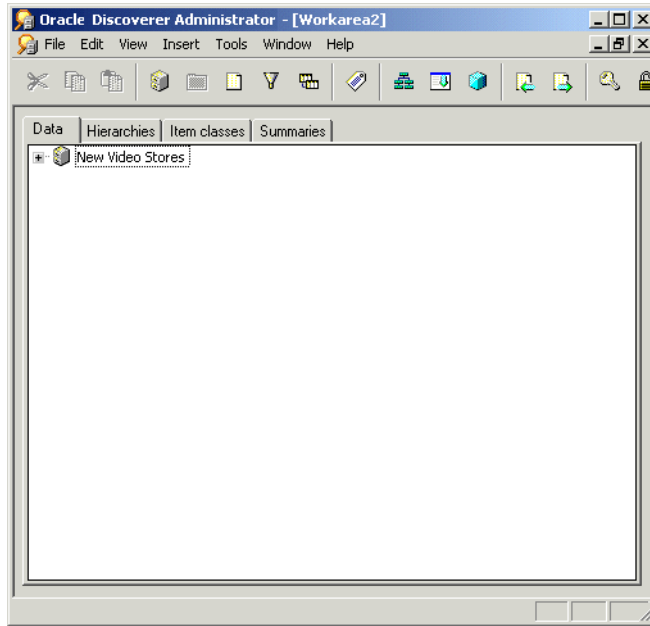 Oracle Discoverer Administrator - [Workarea2]
File Edit View Insert Tools Window Help
Data Hierarchies Item classes Summaries
New Video Stores